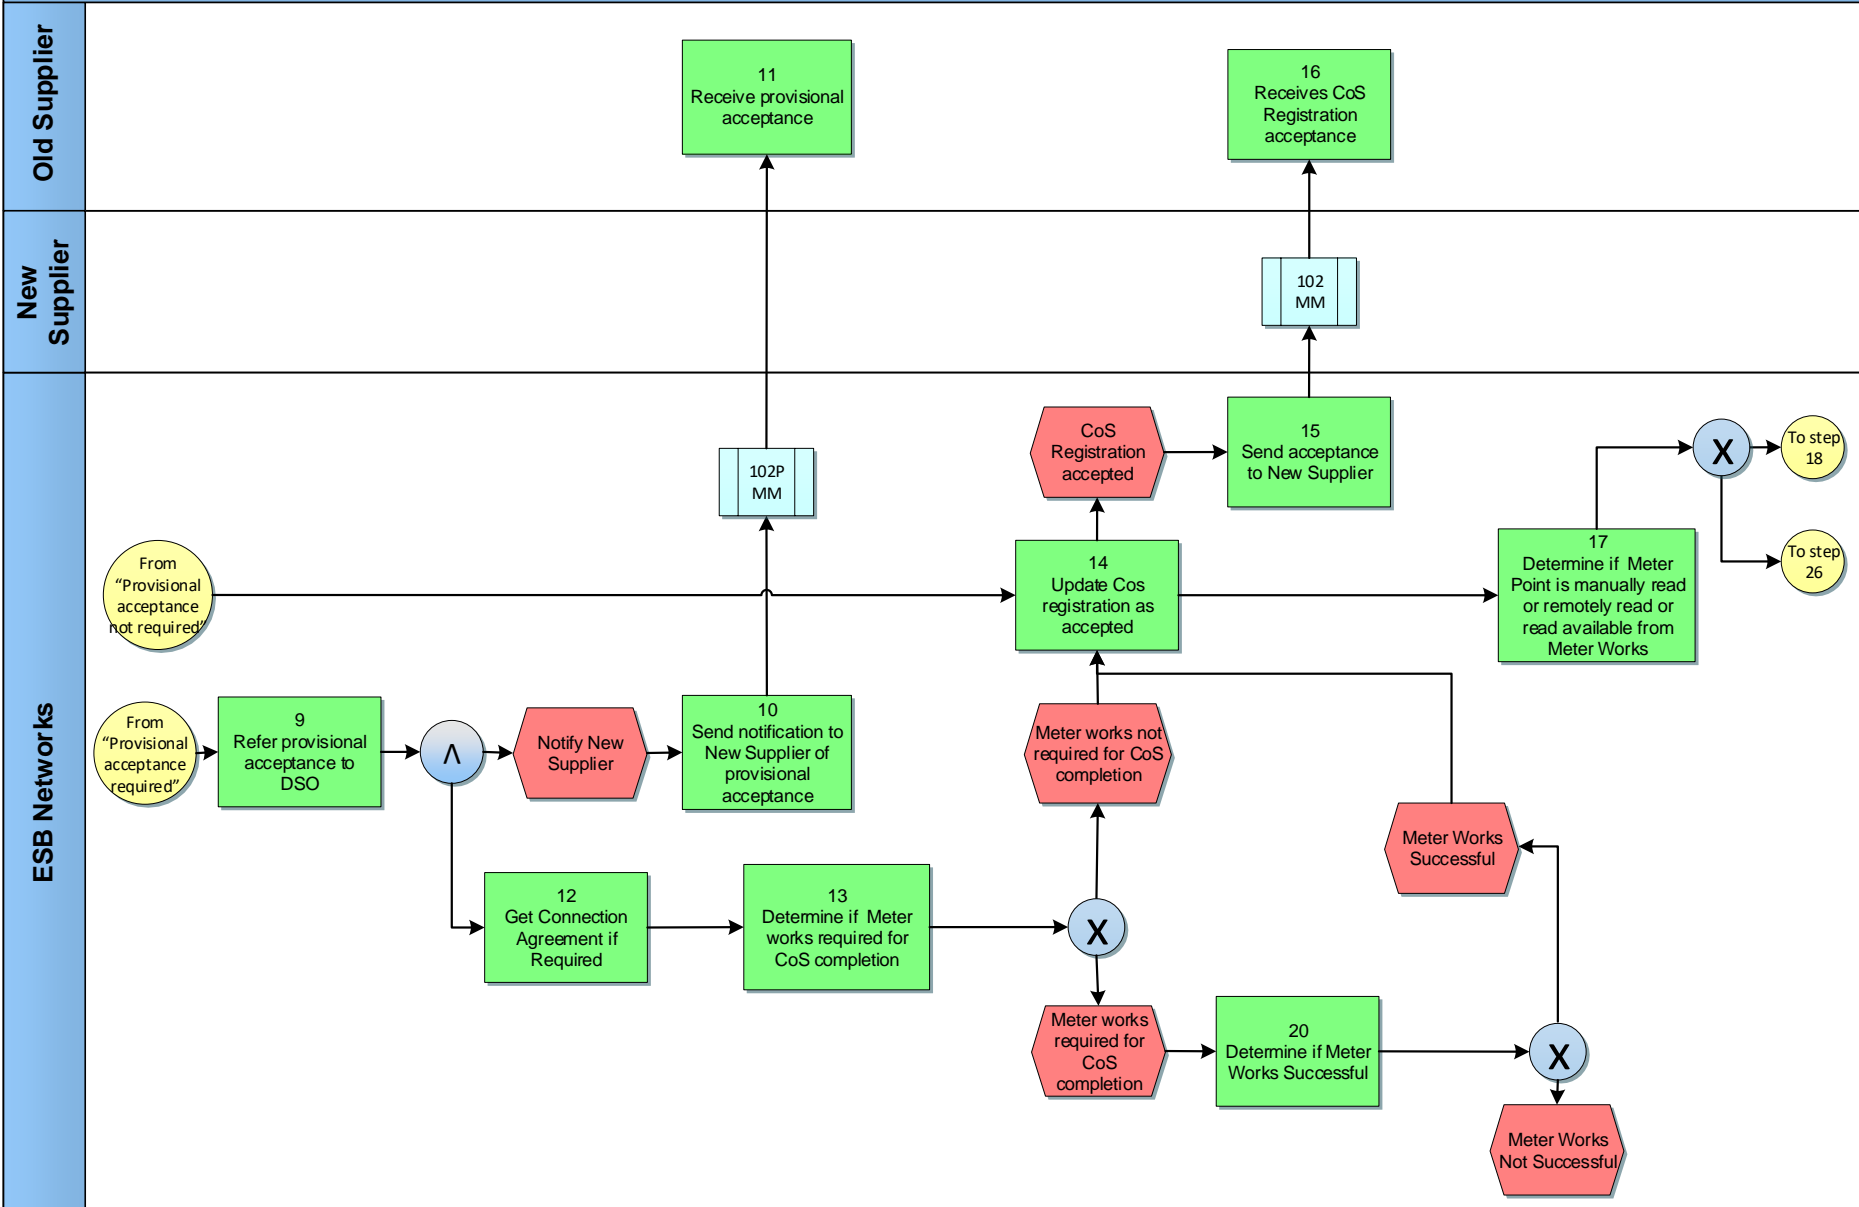 Old Supplier
11
Receive provisional
acceptance
16
Receives CoS
Registration
acceptance
New
Supplier
102
MM
ESB Networks
CoS
Registration
accepted
15
Send acceptance
to New Supplier
To step
18
102P
MM
From
“Provisional
acceptance
not required”
14
Update Cos
registration as
accepted
17
Determine if Meter
Point is manually read
or remotely read or
read available from
Meter Works
To step
26
From
“Provisional
acceptance
required”
9
Refer provisional
acceptance to
DSO
Λ
Notify New
Supplier
10
Send notification to
New Supplier of
provisional
acceptance
Meter works not
required for CoS
completion
Meter Works
Successful
12
Get Connection
Agreement if
Required
13
Determine if Meter
works required for
CoS completion
X
X
Meter works
required for
CoS
completion
20
Determine if Meter
Works Successful
X
Meter Works
Not Successful